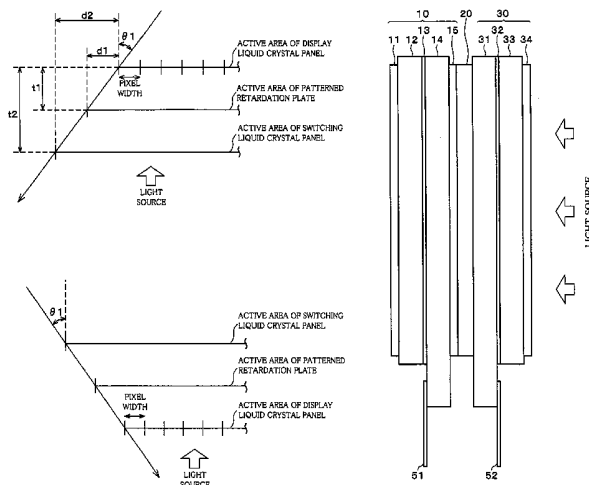 d2
θ1
d1
ACTIVE AREA OF DISPLAY
LIQUID CRYSTAL PANEL
t1
t2
PIXEL
WIDTH
ACTIVE AREA OF PATTERNED
RETARDATION PLATE
ACTIVE AREA OF SWITCHING
LIQUID CRYSTAL PANEL
LIGHT
SOURCE
θ1
ACTIVE AREA OF SWITCHING
LIQUID CRYSTAL PANEL
ACTIVE AREA OF PATTERNED
RETARDATION PLATE
PIXEL
WIDTH
ACTIVE AREA OF DISPLAY
LIQUID CRYSTAL PANEL
LIGHT
SOURCE
10 30
13 20 32
11 12 14 15 31 33 34
LIGHT SOURCE
51 52